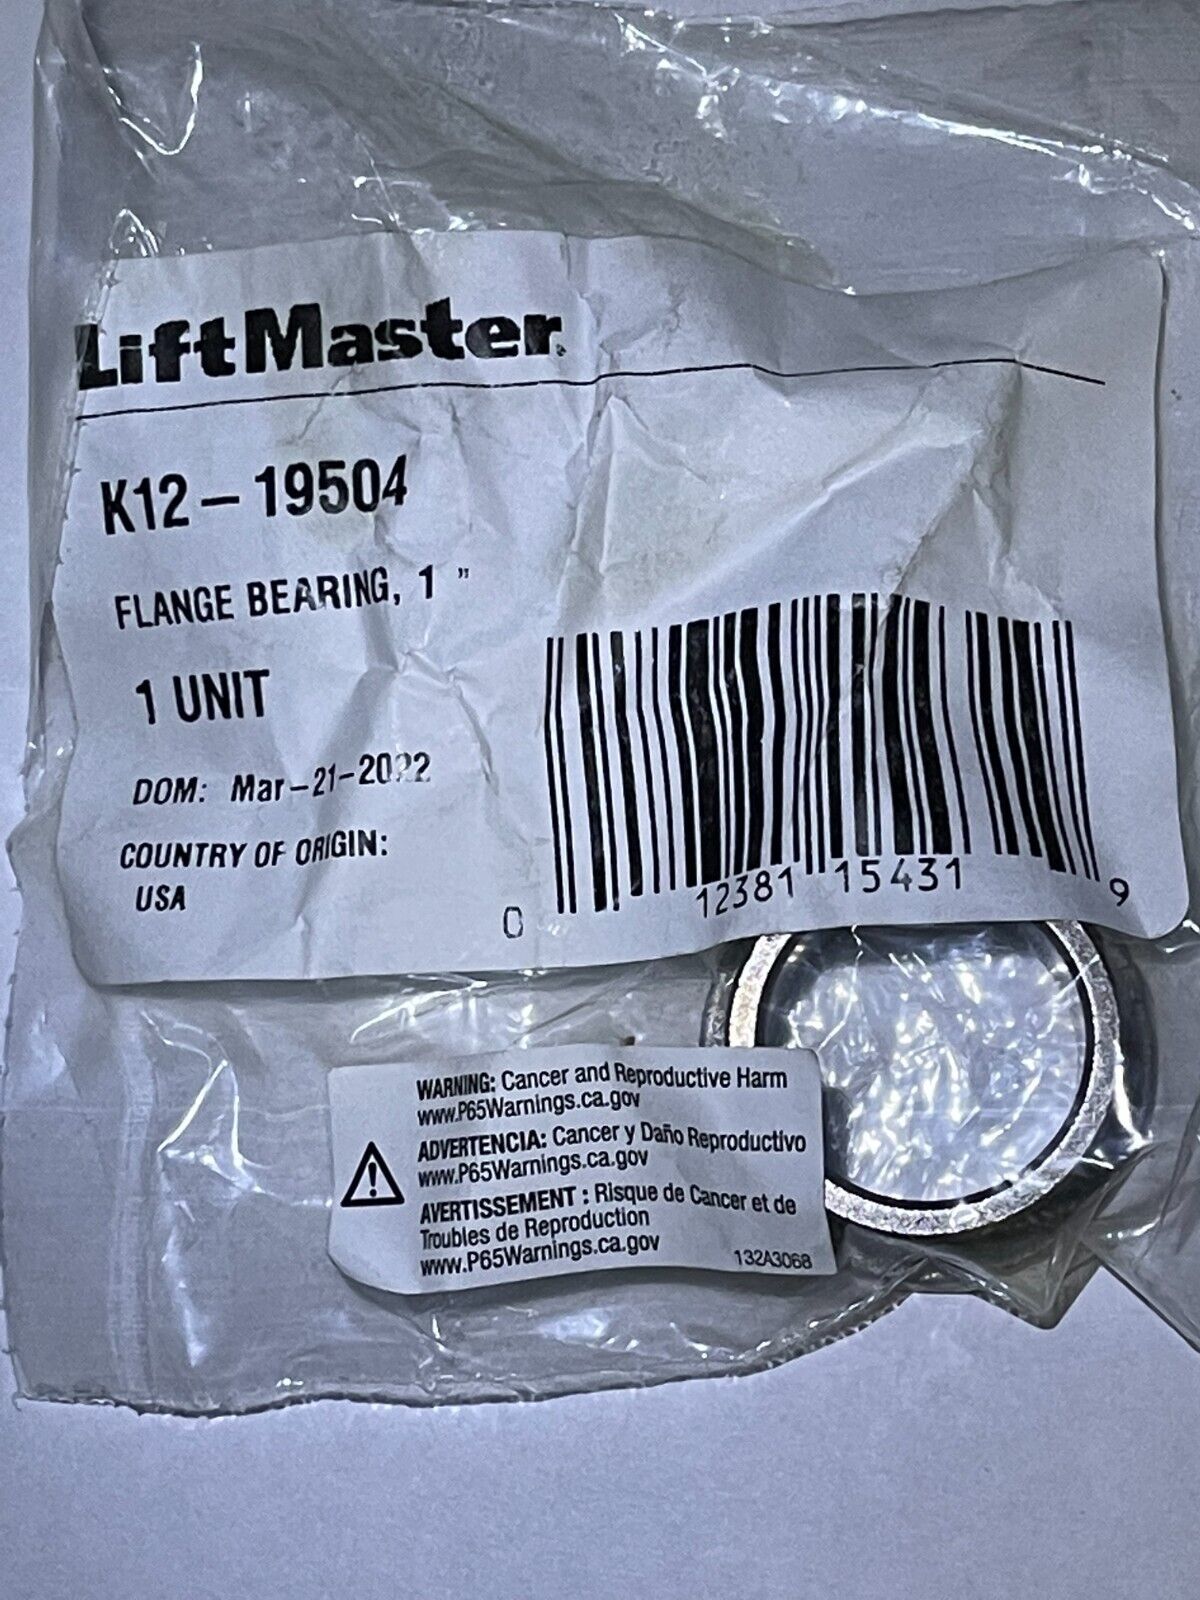 LiftMaster.
K12-19504
FLANGE BEARING, 1 "
1 UNIT
DOM: Mar-21-2022
COUNTRY OF ORIGIN:
USA
0 12381 15431 9
WARNING: Cancer and Reproductive Harm
www.P65Warnings.ca.gov
ADVERTENCIA: Cancer y Daño Reproductivo
www.P65Warnings.ca.gov
AVERTISSEMENT : Risque de Cancer et de
Troubles de Reproduction
www.P65Warnings.ca.gov
132A3068